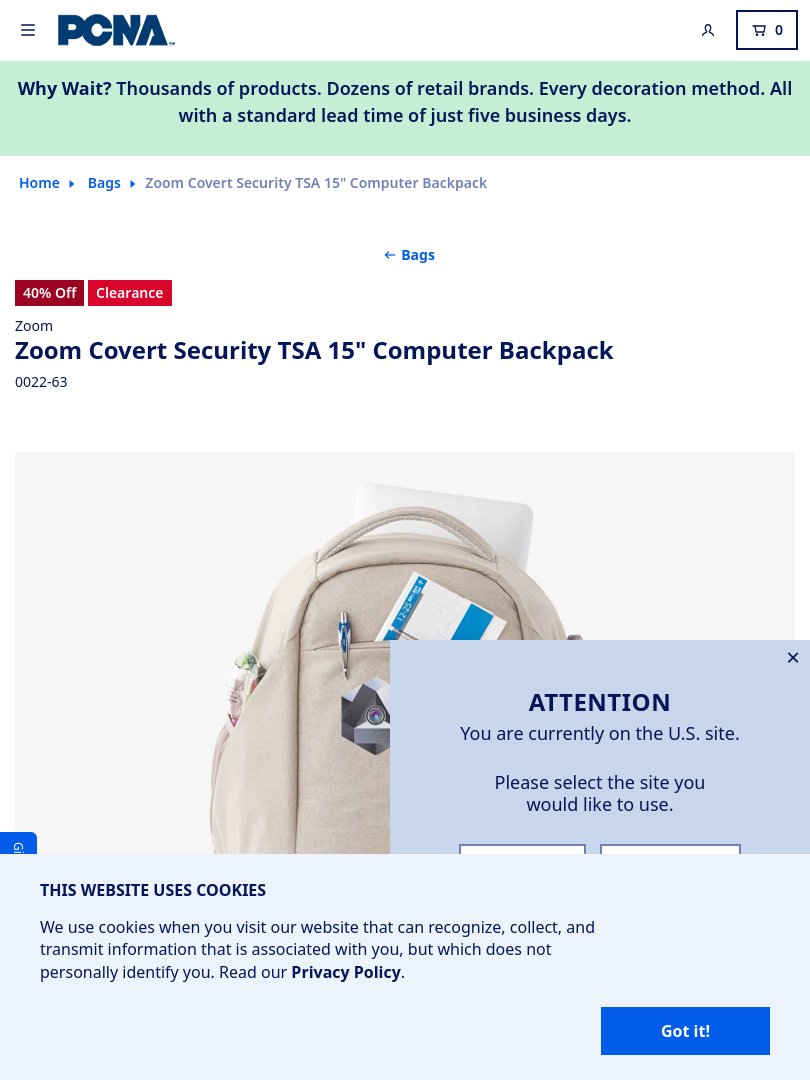 PCNA
0
Why Wait? Thousands of products. Dozens of retail brands. Every decoration method. All
with a standard lead time of just five business days.
Home
Bags
Zoom Covert Security TSA 15" Computer Backpack
Bags
40% Off
Clearance
Zoom
Zoom Covert Security TSA 15" Computer Backpack
0022-63
12-25
ATTENTION
You are currently on the U.S. site.
Please select the site you
would like to use.
THIS WEBSITE USES COOKIES
We use cookies when you visit our website that can recognize, collect, and
transmit information that is associated with you, but which does not
personally identify you. Read our Privacy Policy.
Got it!